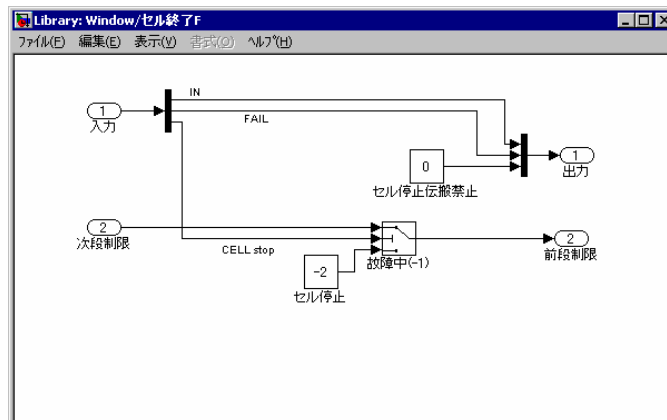 Library: Window/セル終了F
ファイル(F) 編集(E) 表示(V) 書式(O) ヘルプ(H)
IN
1
入力
FAIL
0
セル停止伝搬禁止
1
出力
2
次段制限
CELL stop
-2
セル停止
故障中(-1)
2
前段制限